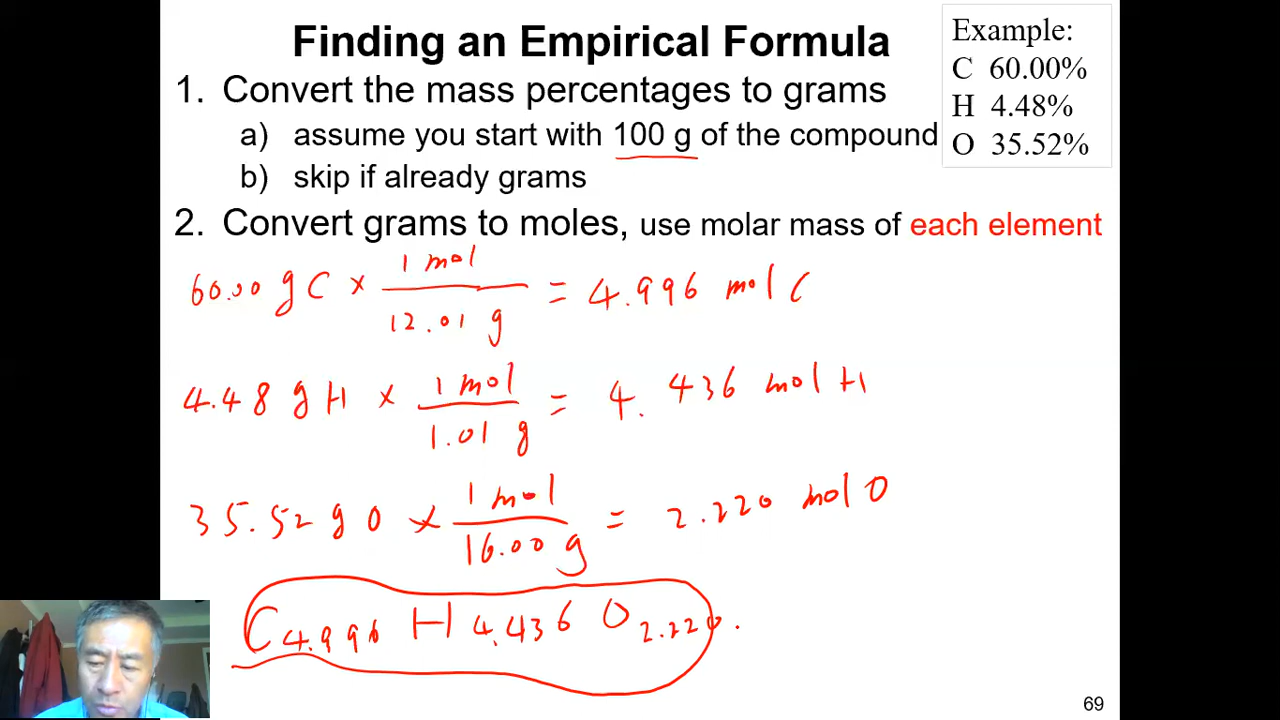 Finding an Empirical Formula
Example:
C 60.00%
H 4.48%
O 35.52%
1. Convert the mass percentages to grams
a) assume you start with 100 g of the compound
b) skip if already grams
2. Convert grams to moles, use molar mass of each element
60.00 g C × 1 mol / 12.01 g = 4.996 mol C
4.48 g H × 1 mol / 1.01 g = 4.436 mol H
35.52 g O × 1 mol / 16.00 g = 2.220 mol O
C4.996 H4.436 O2.220.
69